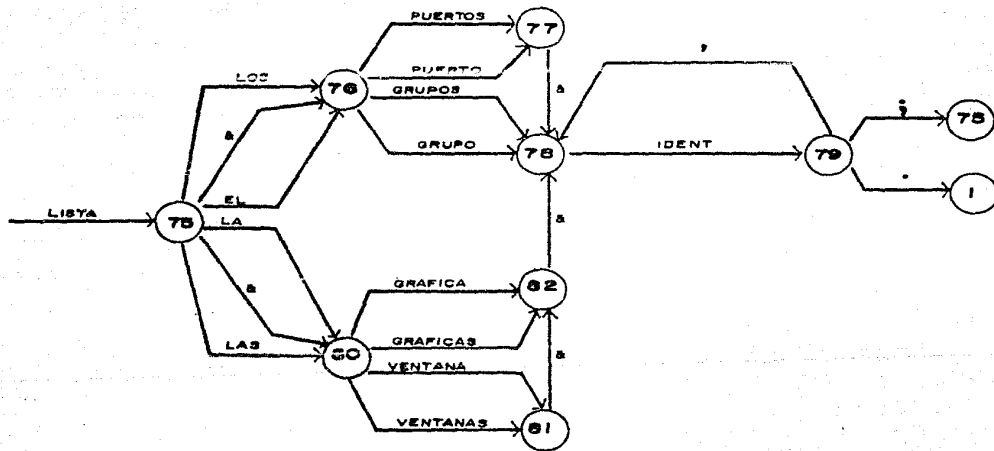 PUERTOS
77
PUERTO
LOS
76
GRUPOS
&
,
&
GRUPO
78
IDENT
79
;
75
.
1
EL
LISTA
75
LA
&
&
GRAFICA
82
LAS
80
GRAFICAS
VENTANA
&
VENTANAS
81